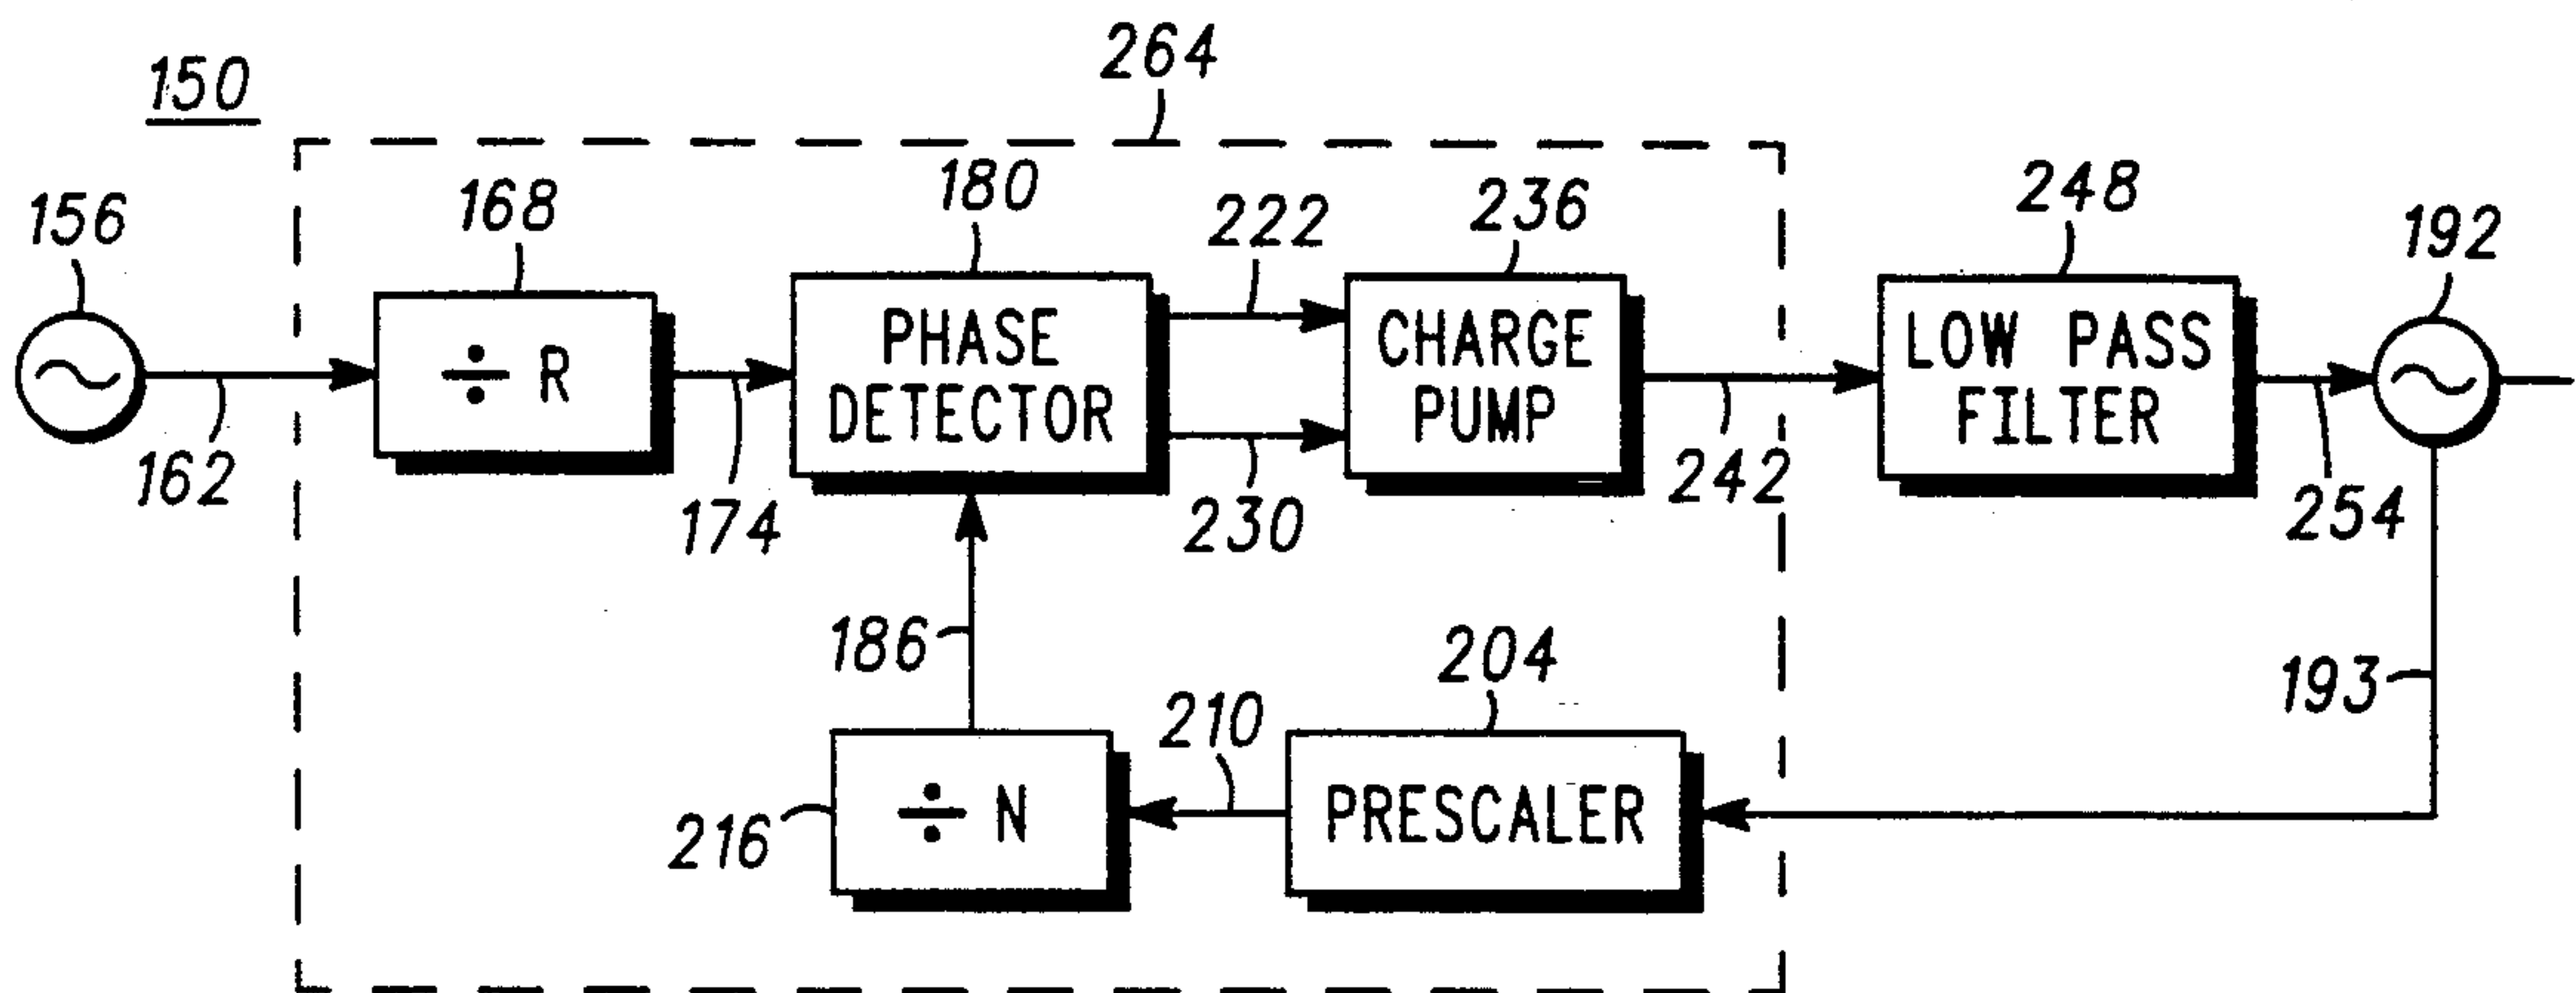 264
150
180
168
222
236
248
192
156
÷ R
PHASE
DETECTOR
CHARGE
PUMP
LOW PASS
FILTER
162
174
230
242
254
186
204
193
210
216
÷ N
PRESCALER